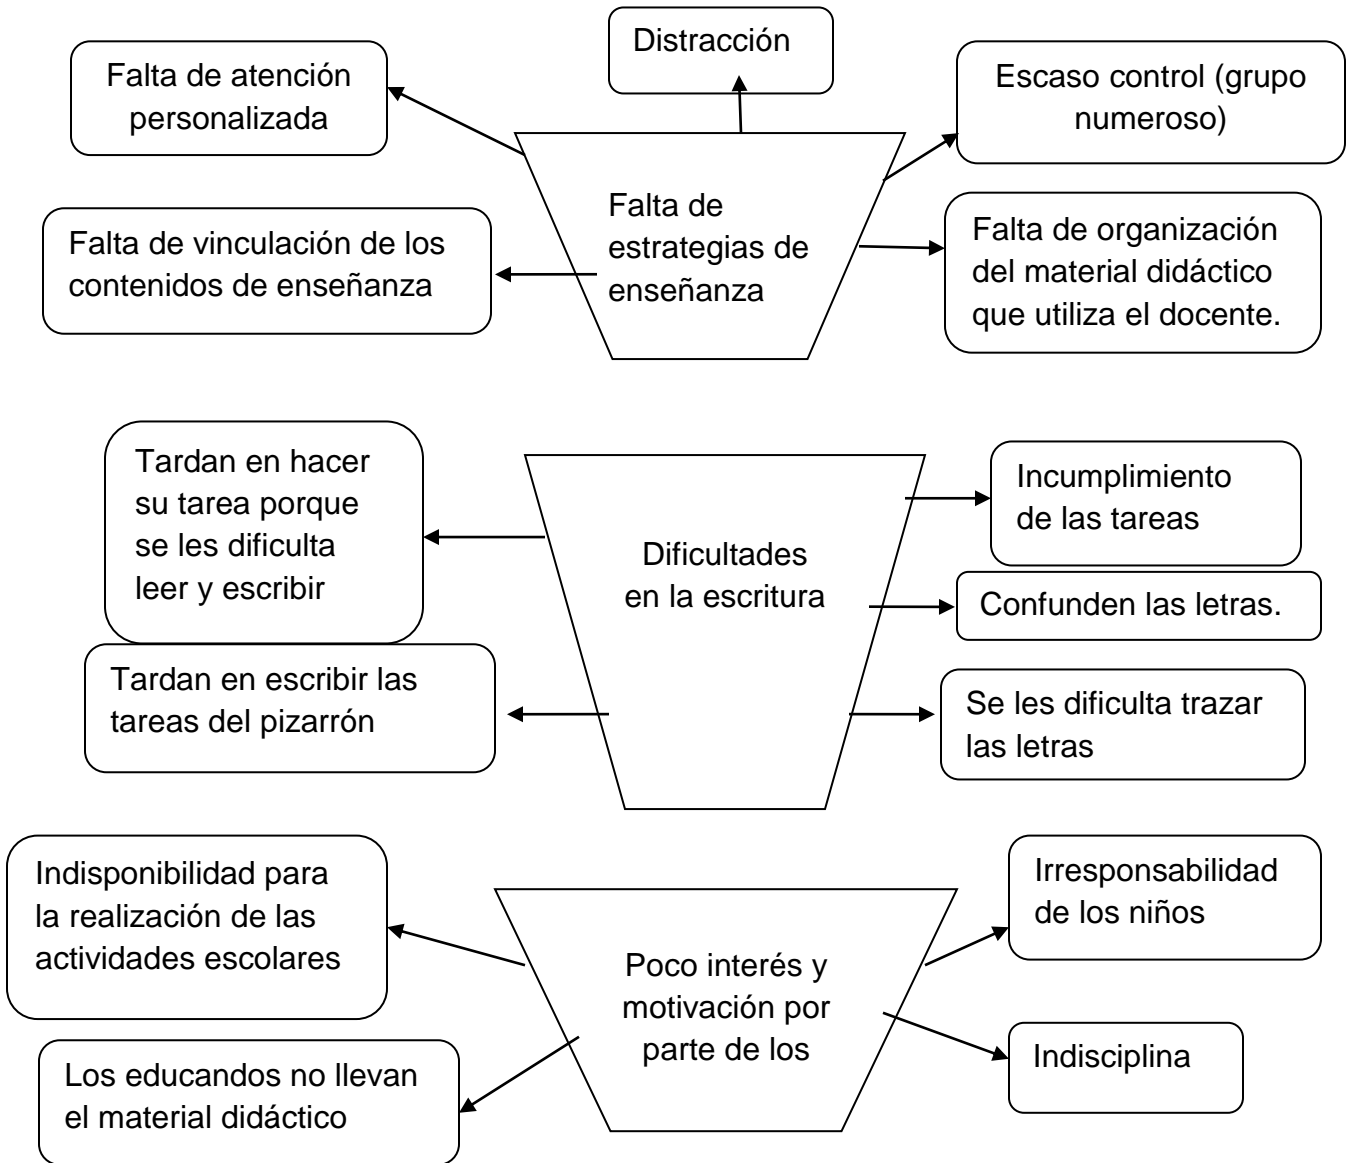 Distracción
Falta de atención
personalizada
Escaso control (grupo
numeroso)
Falta de
estrategias de
enseñanza
Falta de vinculación de los
contenidos de enseñanza
Falta de organización
del material didáctico
que utiliza el docente.
Tardan en hacer
su tarea porque
se les dificulta
leer y escribir
Incumplimiento
de las tareas
Dificultades
en la escritura
Confunden las letras.
Tardan en escribir las
tareas del pizarrón
Se les dificulta trazar
las letras
Indisponibilidad para
la realización de las
actividades escolares
Irresponsabilidad
de los niños
Poco interés y
motivación por
parte de los
Los educandos no llevan
el material didáctico
Indisciplina